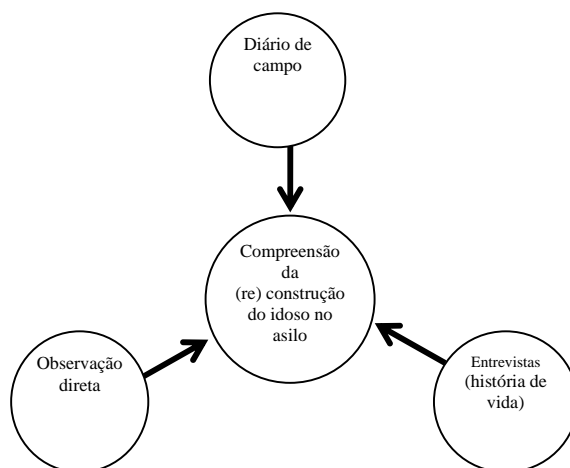 Diário de
campo
Compreensão
da
(re) construção
do idoso no
asilo
Observação
direta
Entrevistas
(história de
vida)